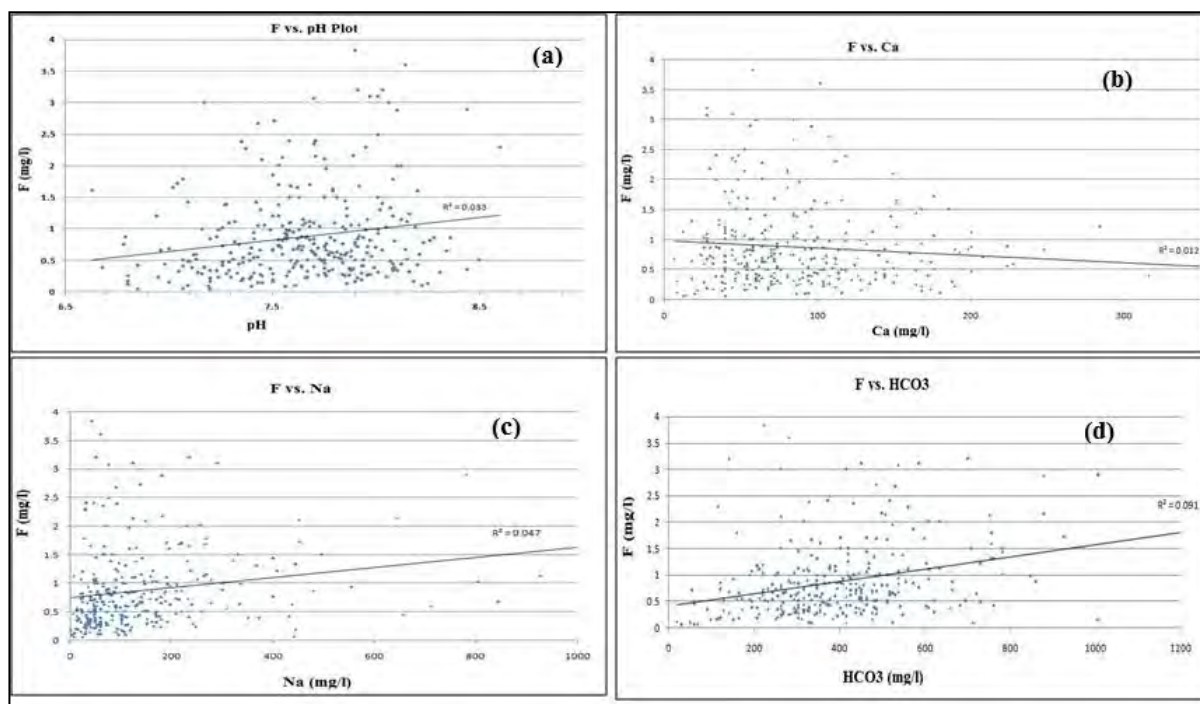 F vs. pH Plot
(a)
4
3.5
3
2.5
2
1.5
1
0.5
0
F (mg/l)
R² = 0.033
6.5 7.5 8.5
pH
F vs. Ca
(b)
4
3.5
3
2.5
2
1.5
1
0.5
0
F (mg/l)
R² = 0.012
0 100 200 300
Ca (mg/l)
F vs. Na
(c)
4
3.5
3
2.5
2
1.5
1
0.5
0
F (mg/l)
R² = 0.047
0 200 400 600 800 1000
Na (mg/l)
F vs. HCO3
(d)
4
3.5
3
2.5
2
1.5
1
0.5
0
F (mg/l)
R² = 0.091
0 200 400 600 800 1000 1200
HCO3 (mg/l)